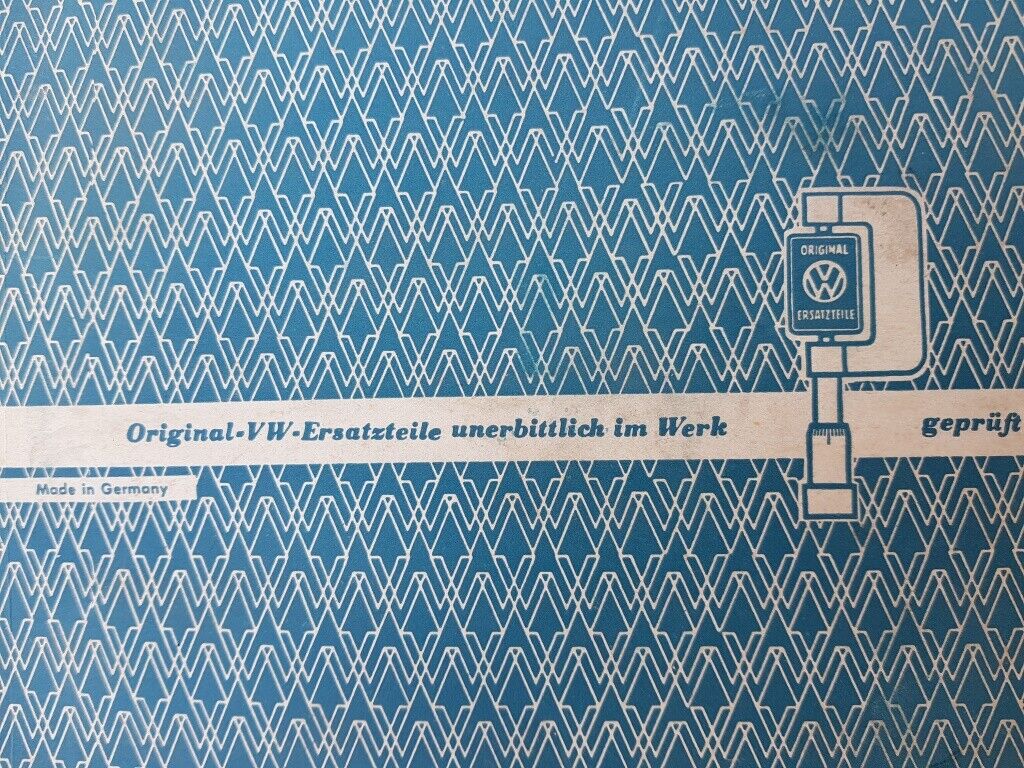 ORIGINAL
VW
ERSATZTEILE
Original-VW-Ersatzteile unerbittlich im Werk geprüft
Made in Germany